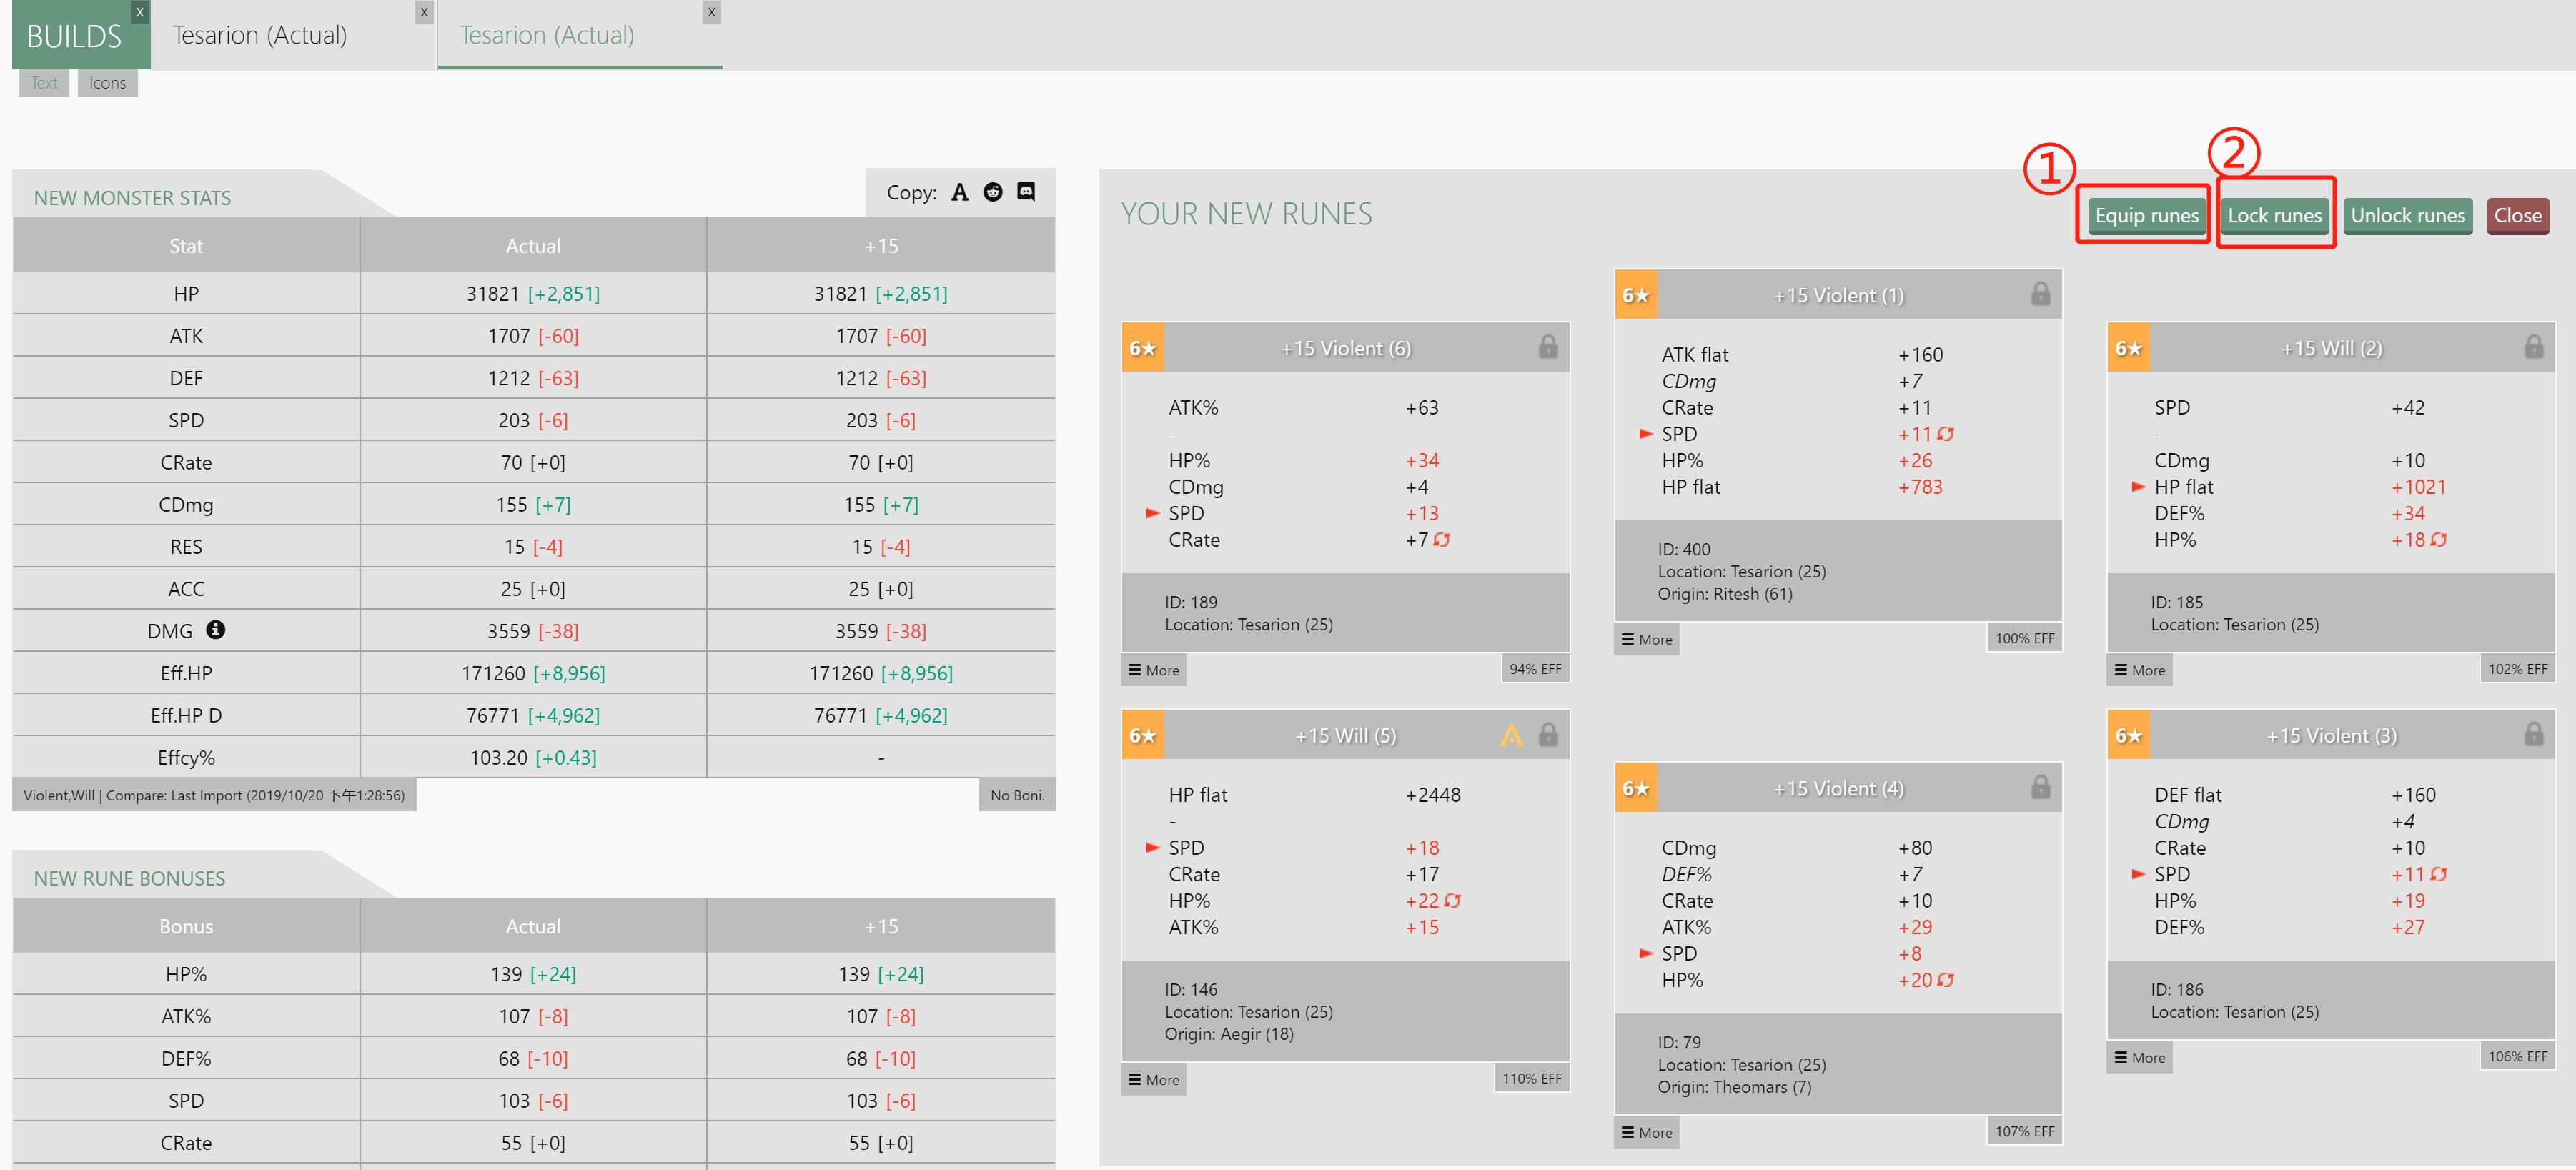 BUILDS
X
Tesarion (Actual)
X
Tesarion (Actual)
X
Text
Icons
NEW MONSTER STATS
Copy:
Stat Actual +15
HP 31821 [+2,851] 31821 [+2,851]
ATK 1707 [-60] 1707 [-60]
DEF 1212 [-63] 1212 [-63]
SPD 203 [-6] 203 [-6]
CRate 70 [+0] 70 [+0]
CDmg 155 [+7] 155 [+7]
RES 15 [-4] 15 [-4]
ACC 25 [+0] 25 [+0]
DMG 3559 [-38] 3559 [-38]
Eff.HP 171260 [+8,956] 171260 [+8,956]
Eff.HP D 76771 [+4,962] 76771 [+4,962]
Effcy% 103.20 [+0.43] -
Violent,Will | Compare: Last Import (2019/10/20 下午1:28:56)
No Boni.
NEW RUNE BONUSES
Bonus Actual +15
HP% 139 [+24] 139 [+24]
ATK% 107 [-8] 107 [-8]
DEF% 68 [-10] 68 [-10]
SPD 103 [-6] 103 [-6]
CRate 55 [+0] 55 [+0]
YOUR NEW RUNES
①
②
Equip runes
Lock runes
Unlock runes
Close
6★ +15 Violent (6)
ATK% +63
-
HP% +34
CDmg +4
SPD +13
CRate +7
ID: 189
Location: Tesarion (25)
More
94% EFF
6★ +15 Violent (1)
ATK flat +160
CDmg +7
CRate +11
SPD +11
HP% +26
HP flat +783
ID: 400
Location: Tesarion (25)
Origin: Ritesh (61)
More
100% EFF
6★ +15 Will (2)
SPD +42
-
CDmg +10
HP flat +1021
DEF% +34
HP% +18
ID: 185
Location: Tesarion (25)
More
102% EFF
6★ +15 Will (5)
HP flat +2448
-
SPD +18
CRate +17
HP% +22
ATK% +15
ID: 146
Location: Tesarion (25)
Origin: Aegir (18)
More
110% EFF
6★ +15 Violent (4)
CDmg +80
DEF% +7
CRate +10
ATK% +29
SPD +8
HP% +20
ID: 79
Location: Tesarion (25)
Origin: Theomars (7)
More
107% EFF
6★ +15 Violent (3)
DEF flat +160
CDmg +4
CRate +10
SPD +11
HP% +19
DEF% +27
ID: 186
Location: Tesarion (25)
More
106% EFF